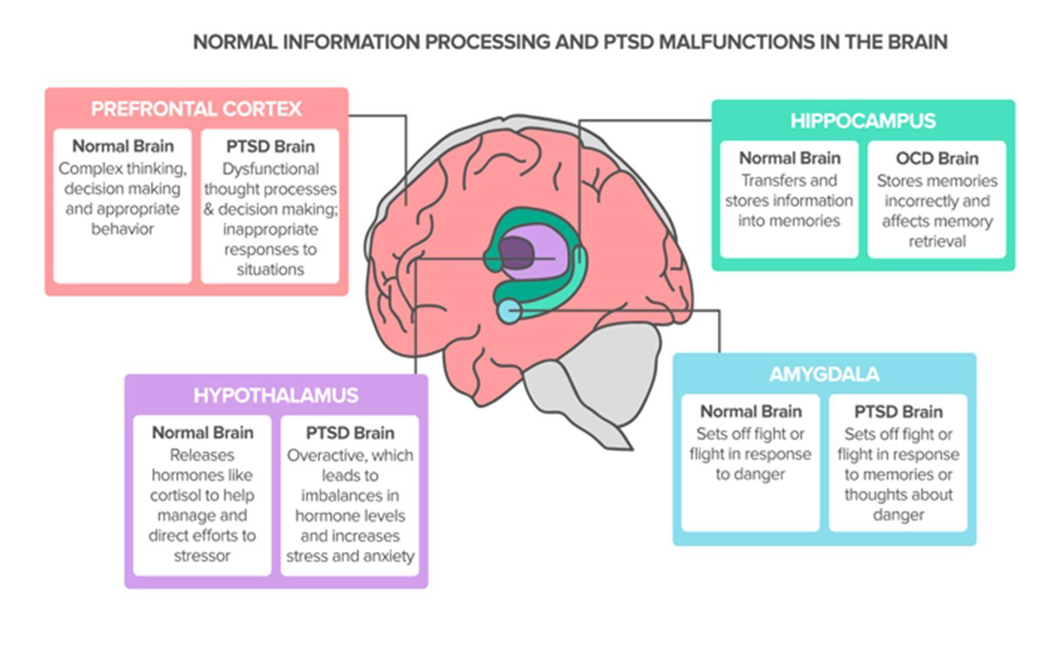 NORMAL INFORMATION PROCESSING AND PTSD MALFUNCTIONS IN THE BRAIN
PREFRONTAL CORTEX
Normal Brain
Complex thinking,
decision making
and appropriate
behavior
PTSD Brain
Dysfunctional
thought processes
& decision making;
inappropriate
responses to
situations
HIPPOCAMPUS
Normal Brain
Transfers and
stores information
into memories
OCD Brain
Stores memories
incorrectly and
affects memory
retrieval
HYPOTHALAMUS
Normal Brain
Releases
hormones like
cortisol to help
manage and
direct efforts to
stressor
PTSD Brain
Overactive, which
leads to
imbalances in
hormone levels
and increases
stress and anxiety
AMYGDALA
Normal Brain
Sets off fight or
flight in response
to danger
PTSD Brain
Sets off fight or
flight in response
to memories or
thoughts about
danger